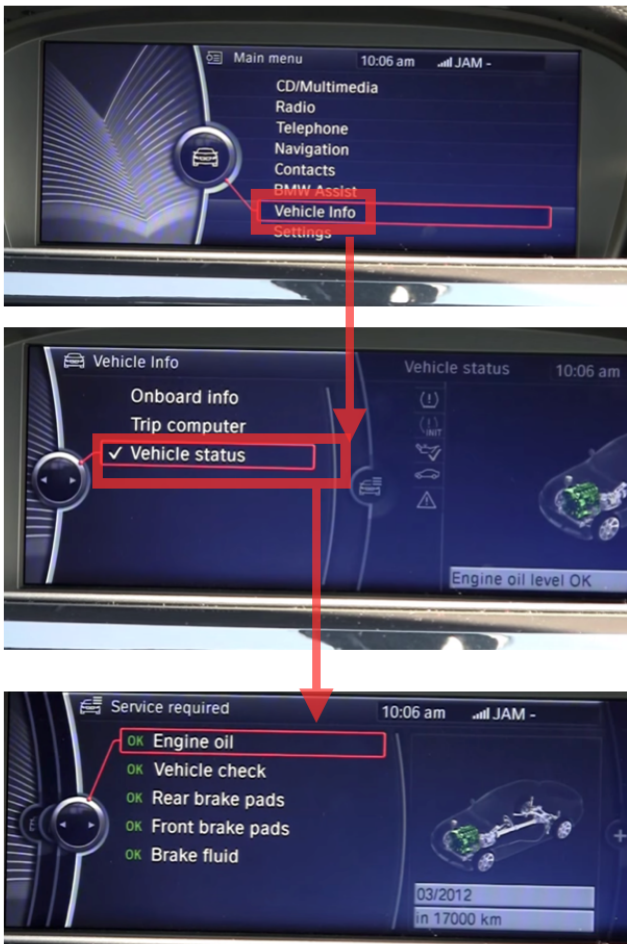 Main menu 10:06 am JAM -
CD/Multimedia
Radio
Telephone
Navigation
Contacts
BMW Assist
Vehicle Info
Settings
Vehicle Info
Onboard info
Trip computer
✓ Vehicle status
Vehicle status 10:06 am
INIT
Engine oil level OK
Service required 10:06 am JAM -
OK Engine oil
OK Vehicle check
OK Rear brake pads
OK Front brake pads
OK Brake fluid
03/2012
in 17000 km